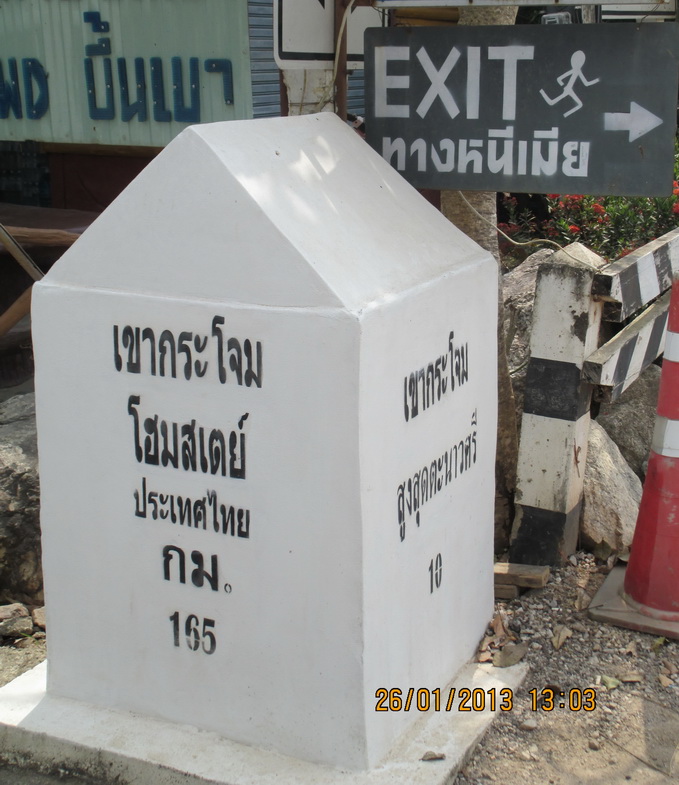 ปั้นเบา
EXIT
ทางหนีเมีย
เขากระโจม
โฮมสเตย์
ประเทศไทย
กม.
165
เขากระโจม
สูงสุดตะนาวศรี
10
26/01/2013 13:03